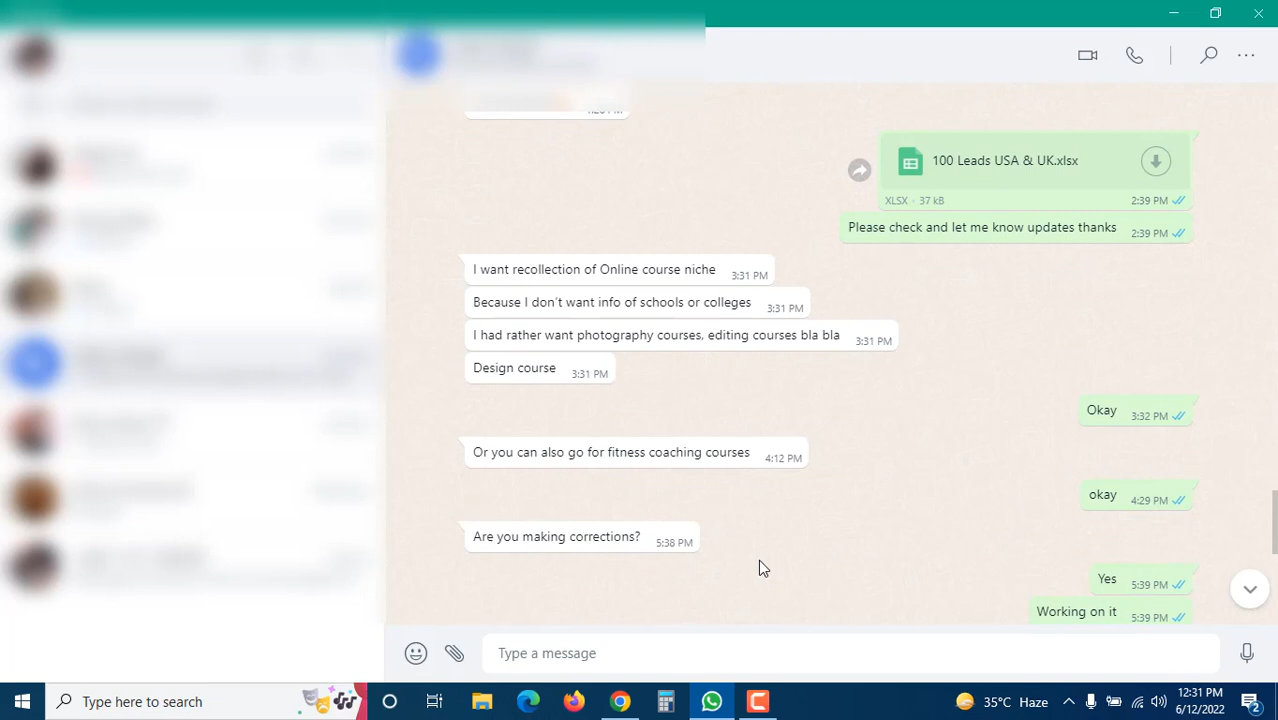 100 Leads USA & UK.xlsx
XLSX • 37 kB
2:39 PM
Please check and let me know updates thanks
2:39 PM
I want recollection of Online course niche
3:31 PM
Because I don't want info of schools or colleges
3:31 PM
I had rather want photography courses, editing courses bla bla
3:31 PM
Design course
3:31 PM
Okay
3:32 PM
Or you can also go for fitness coaching courses
4:12 PM
okay
4:29 PM
Are you making corrections?
5:38 PM
Yes
5:39 PM
Working on it
5:39 PM
Type a message
Type here to search
35°C Haze
12:31 PM
6/12/2022
2